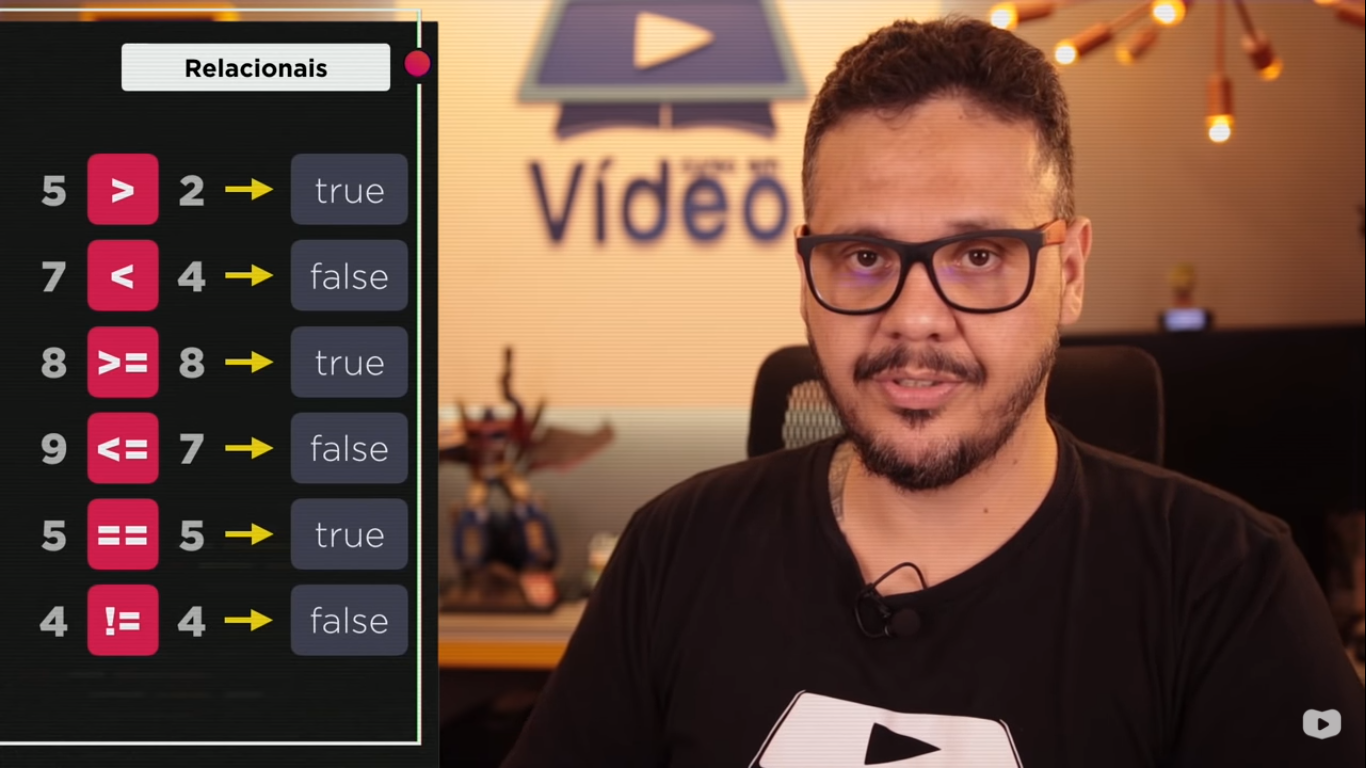 Relacionais
5 > 2 → true
7 < 4 → false
8 >= 8 → true
9 <= 7 → false
5 == 5 → true
4 != 4 → false
Vídeo